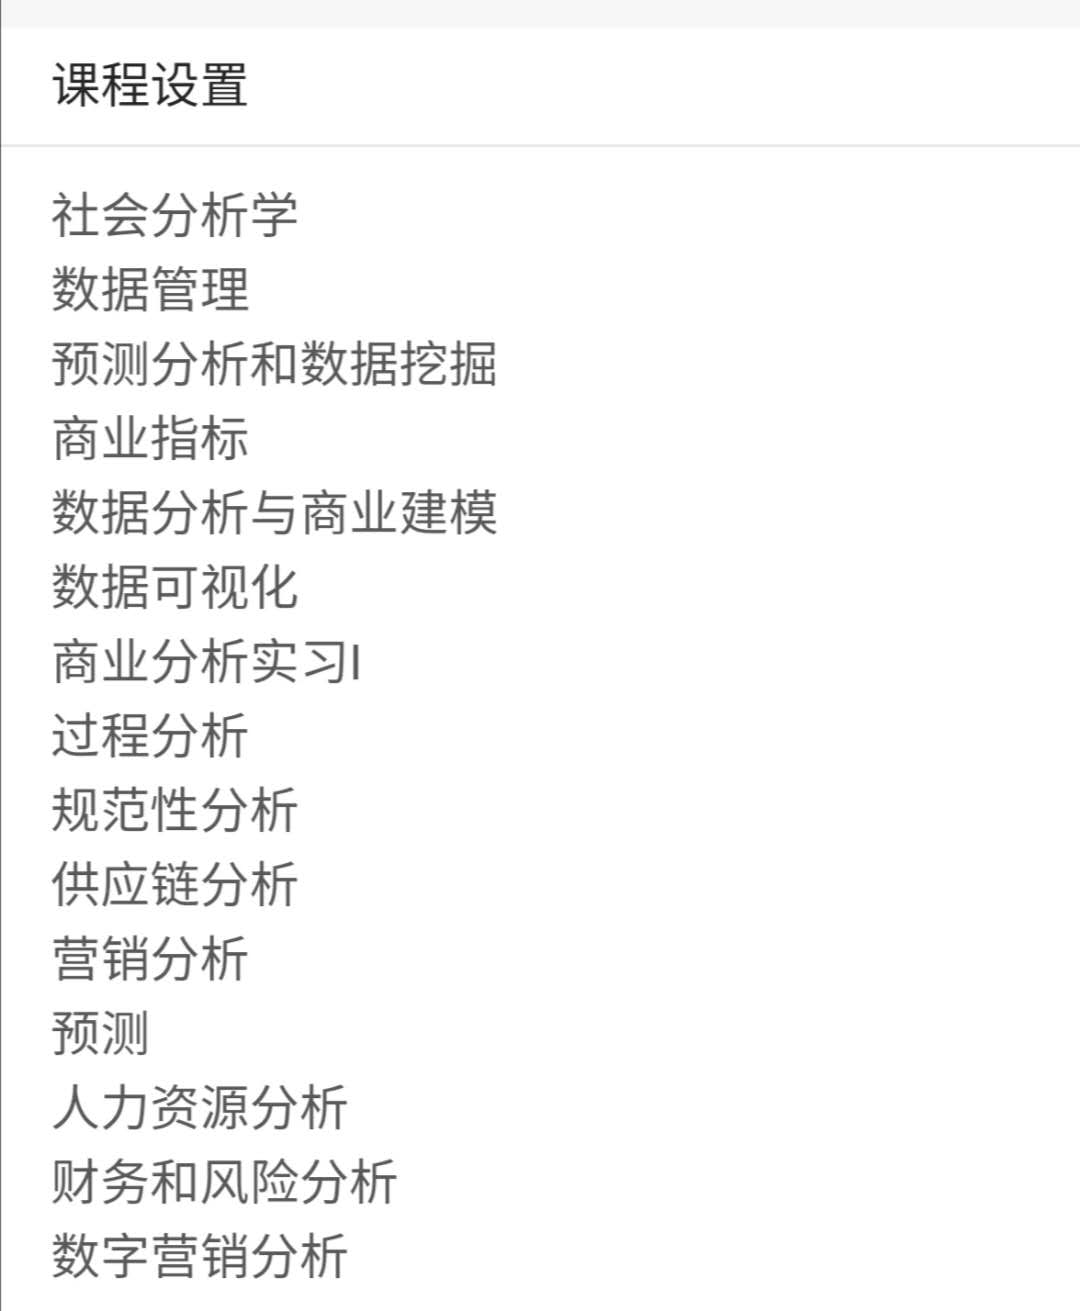 课程设置
社会分析学
数据管理
预测分析和数据挖掘
商业指标
数据分析与商业建模
数据可视化
商业分析实习I
过程分析
规范性分析
供应链分析
营销分析
预测
人力资源分析
财务和风险分析
数字营销分析